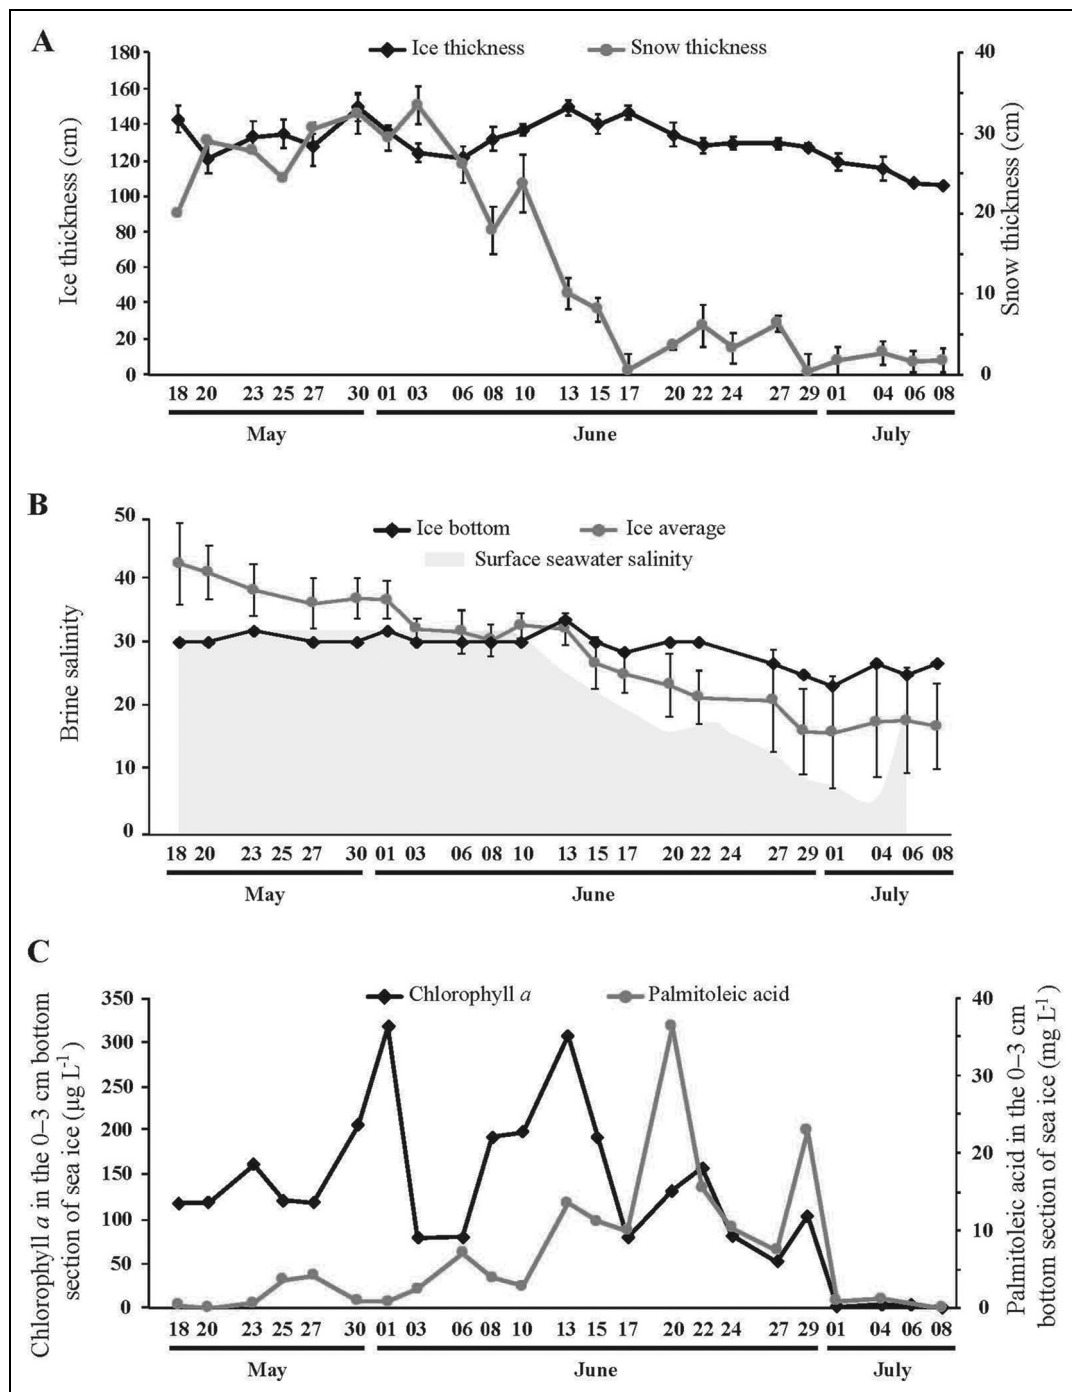 A
Ice thickness
Snow thickness
Ice thickness (cm)
180
160
140
120
100
80
60
40
20
0
Snow thickness (cm)
40
30
20
10
0
18 20 23 25 27 30 01 03 06 08 10 13 15 17 20 22 24 27 29 01 04 06 08
May June July
B
Ice bottom
Ice average
Surface seawater salinity
Brine salinity
50
40
30
20
10
0
18 20 23 25 27 30 01 03 06 08 10 13 15 17 20 22 24 27 29 01 04 06 08
May June July
C
Chlorophyll a
Palmitoleic acid
Chlorophyll a in the 0–3 cm bottom
section of sea ice (µg L-1)
350
300
250
200
150
100
50
0
Palmitoleic acid in the 0–3 cm
bottom section of sea ice (mg L-1)
40
30
20
10
0
18 20 23 25 27 30 01 03 06 08 10 13 15 17 20 22 24 27 29 01 04 06 08
May June July